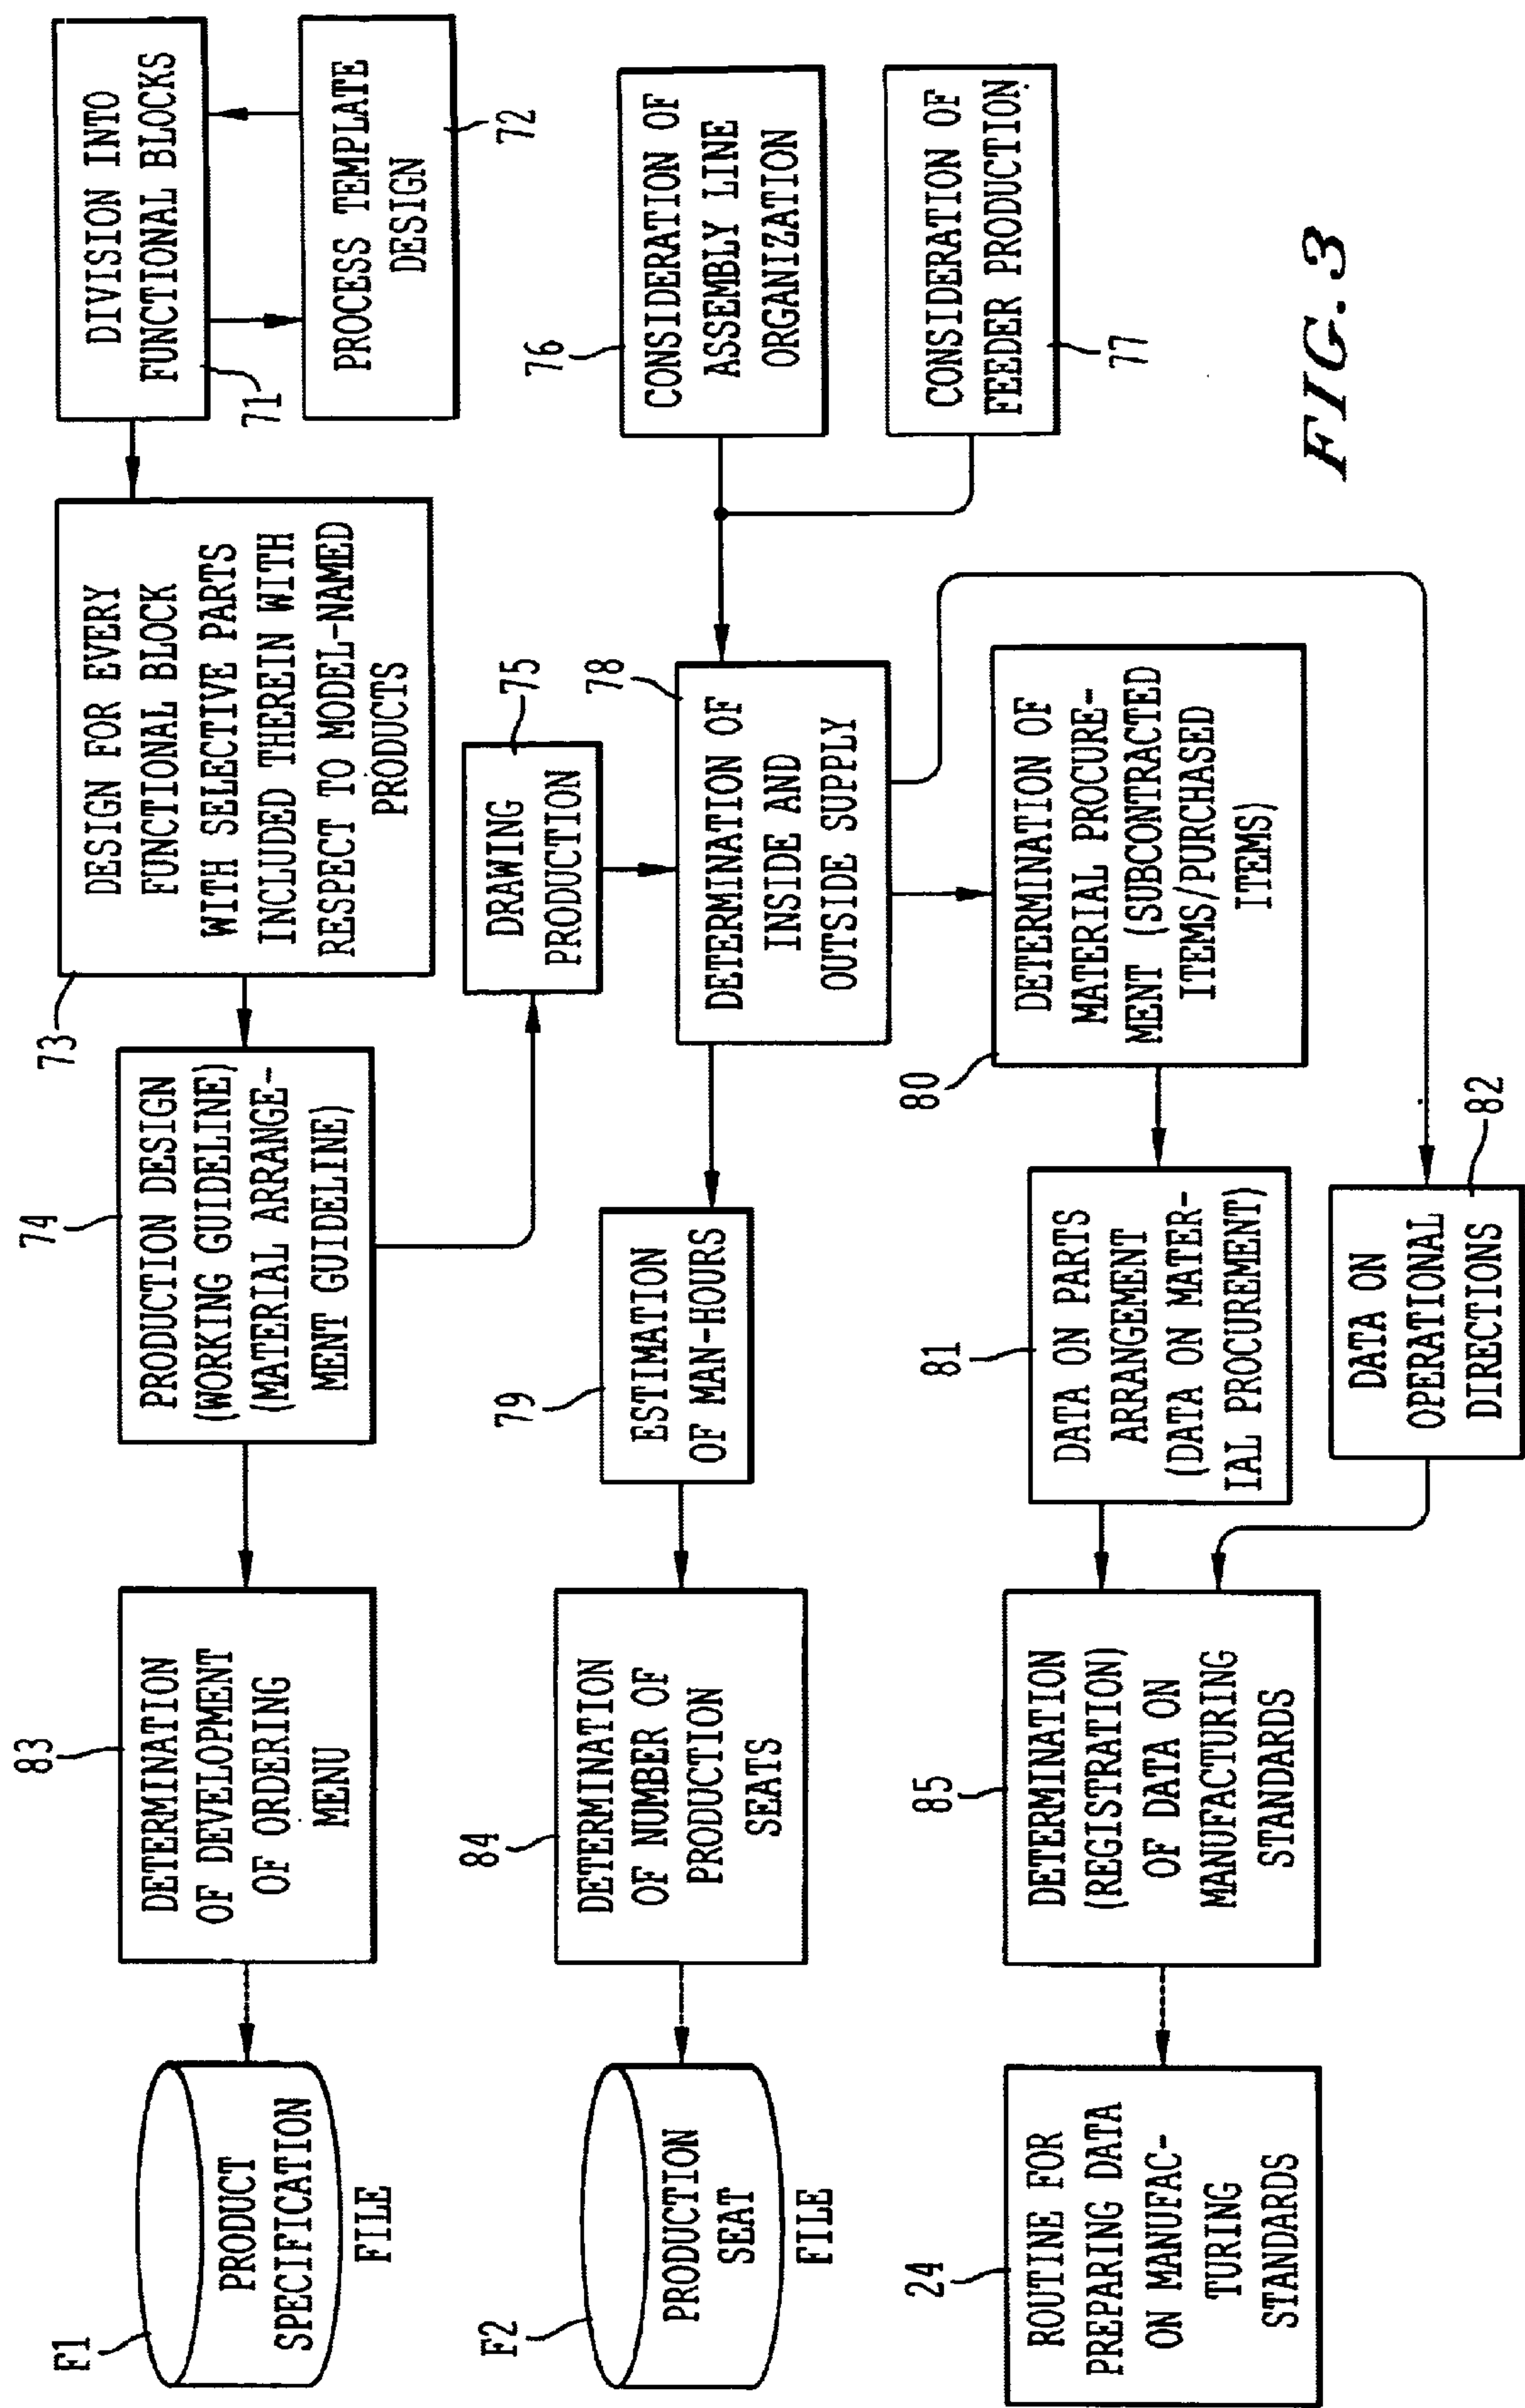 71
DIVISION INTO
FUNCTIONAL BLOCKS
72
PROCESS TEMPLATE
DESIGN
73
DESIGN FOR EVERY
FUNCTIONAL BLOCK
WITH SELECTIVE PARTS
INCLUDED THEREIN WITH
RESPECT TO MODEL-NAMED
PRODUCTS
74
PRODUCTION DESIGN
(WORKING GUIDELINE)
(MATERIAL ARRANGE-
MENT GUIDELINE)
83
DETERMINATION
OF DEVELOPMENT
OF ORDERING
MENU
F1
PRODUCT
SPECIFICATION
FILE
75
DRAWING
PRODUCTION
76
CONSIDERATION OF
ASSEMBLY LINE
ORGANIZATION
77
CONSIDERATION OF
FEEDER PRODUCTION
78
DETERMINATION OF
INSIDE AND
OUTSIDE SUPPLY
79
ESTIMATION
OF MAN-HOURS
84
DETERMINATION
OF NUMBER OF
PRODUCTION
SEATS
F2
PRODUCTION
SEAT
FILE
80
DETERMINATION OF
MATERIAL PROCURE-
MENT (SUBCONTRACTED
ITEMS/PURCHASED
ITEMS)
81
DATA ON PARTS
ARRANGEMENT
(DATA ON MATER-
IAL PROCUREMENT)
82
DATA ON
OPERATIONAL
DIRECTIONS
85
DETERMINATION
(REGISTRATION)
OF DATA ON
MANUFACTURING
STANDARDS
24
ROUTINE FOR
PREPARING DATA
ON MANUFAC-
TURING
STANDARDS
FIG. 3